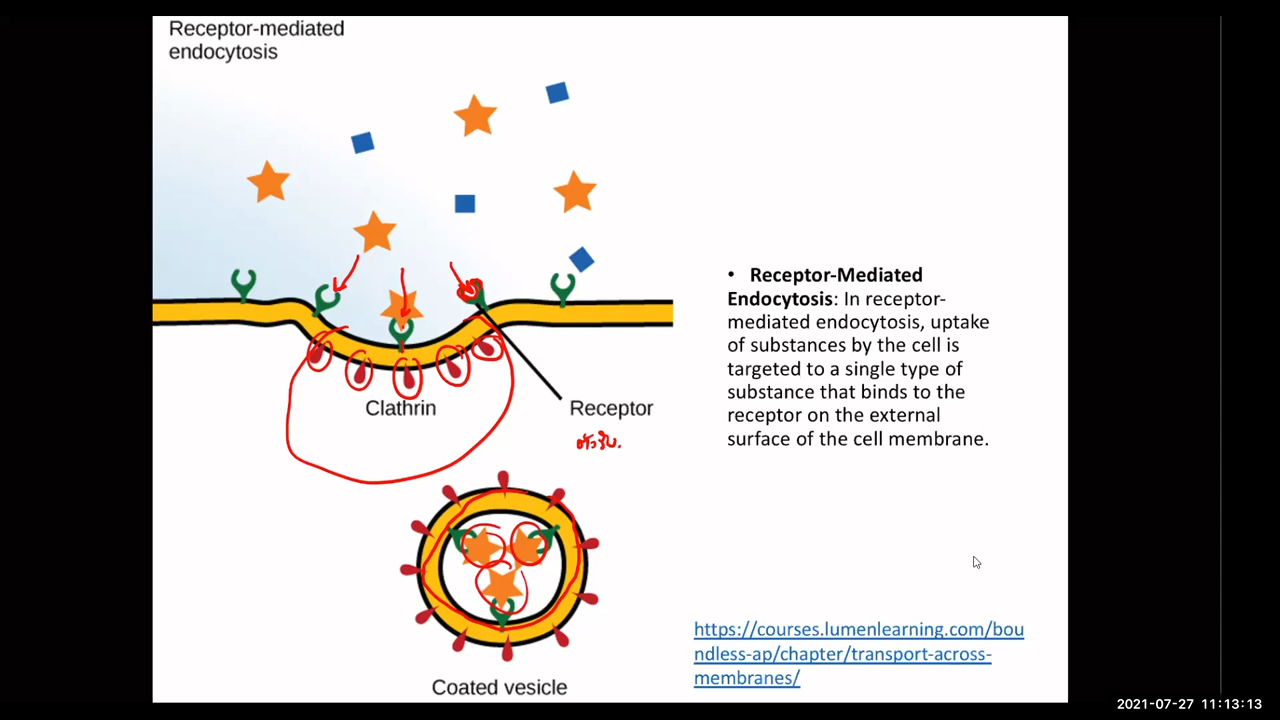 Receptor-mediated
endocytosis
• Receptor-Mediated
Endocytosis: In receptor-
mediated endocytosis, uptake
of substances by the cell is
targeted to a single type of
substance that binds to the
receptor on the external
surface of the cell membrane.
Clathrin
Receptor
Coated vesicle
https://courses.lumenlearning.com/bou
ndless-ap/chapter/transport-across-
membranes/
2021-07-27 11:13:13